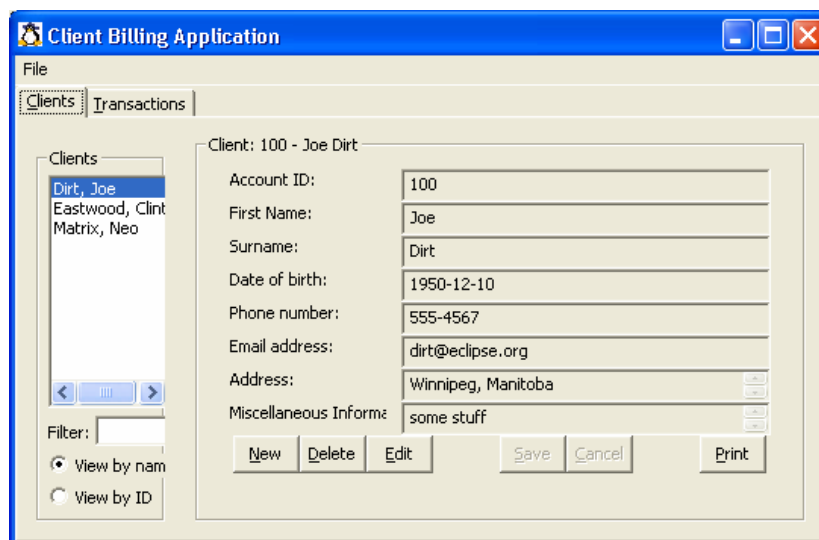 Client Billing Application
File
Clients Transactions
Clients
Dirt, Joe
Eastwood, Clint
Matrix, Neo
Filter:
View by nam
View by ID
Client: 100 - Joe Dirt
Account ID: 100
First Name: Joe
Surname: Dirt
Date of birth: 1950-12-10
Phone number: 555-4567
Email address: dirt@eclipse.org
Address: Winnipeg, Manitoba
Miscellaneous Informa some stuff
New Delete Edit Save Cancel Print